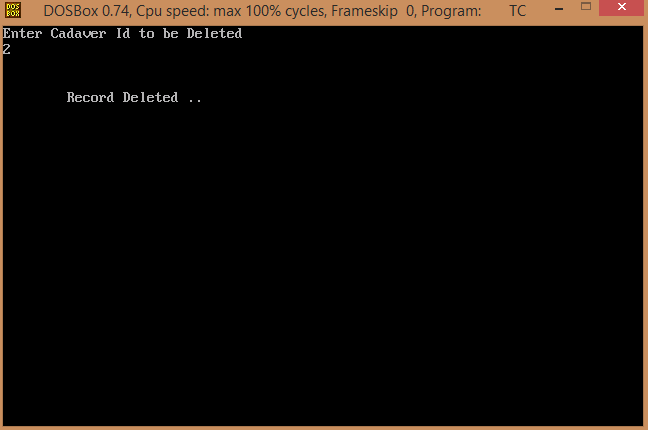 DOS
BOX
DOSBox 0.74, Cpu speed: max 100% cycles, Frameskip 0, Program: TC
Enter Cadaver Id to be Deleted
2
Record Deleted ..